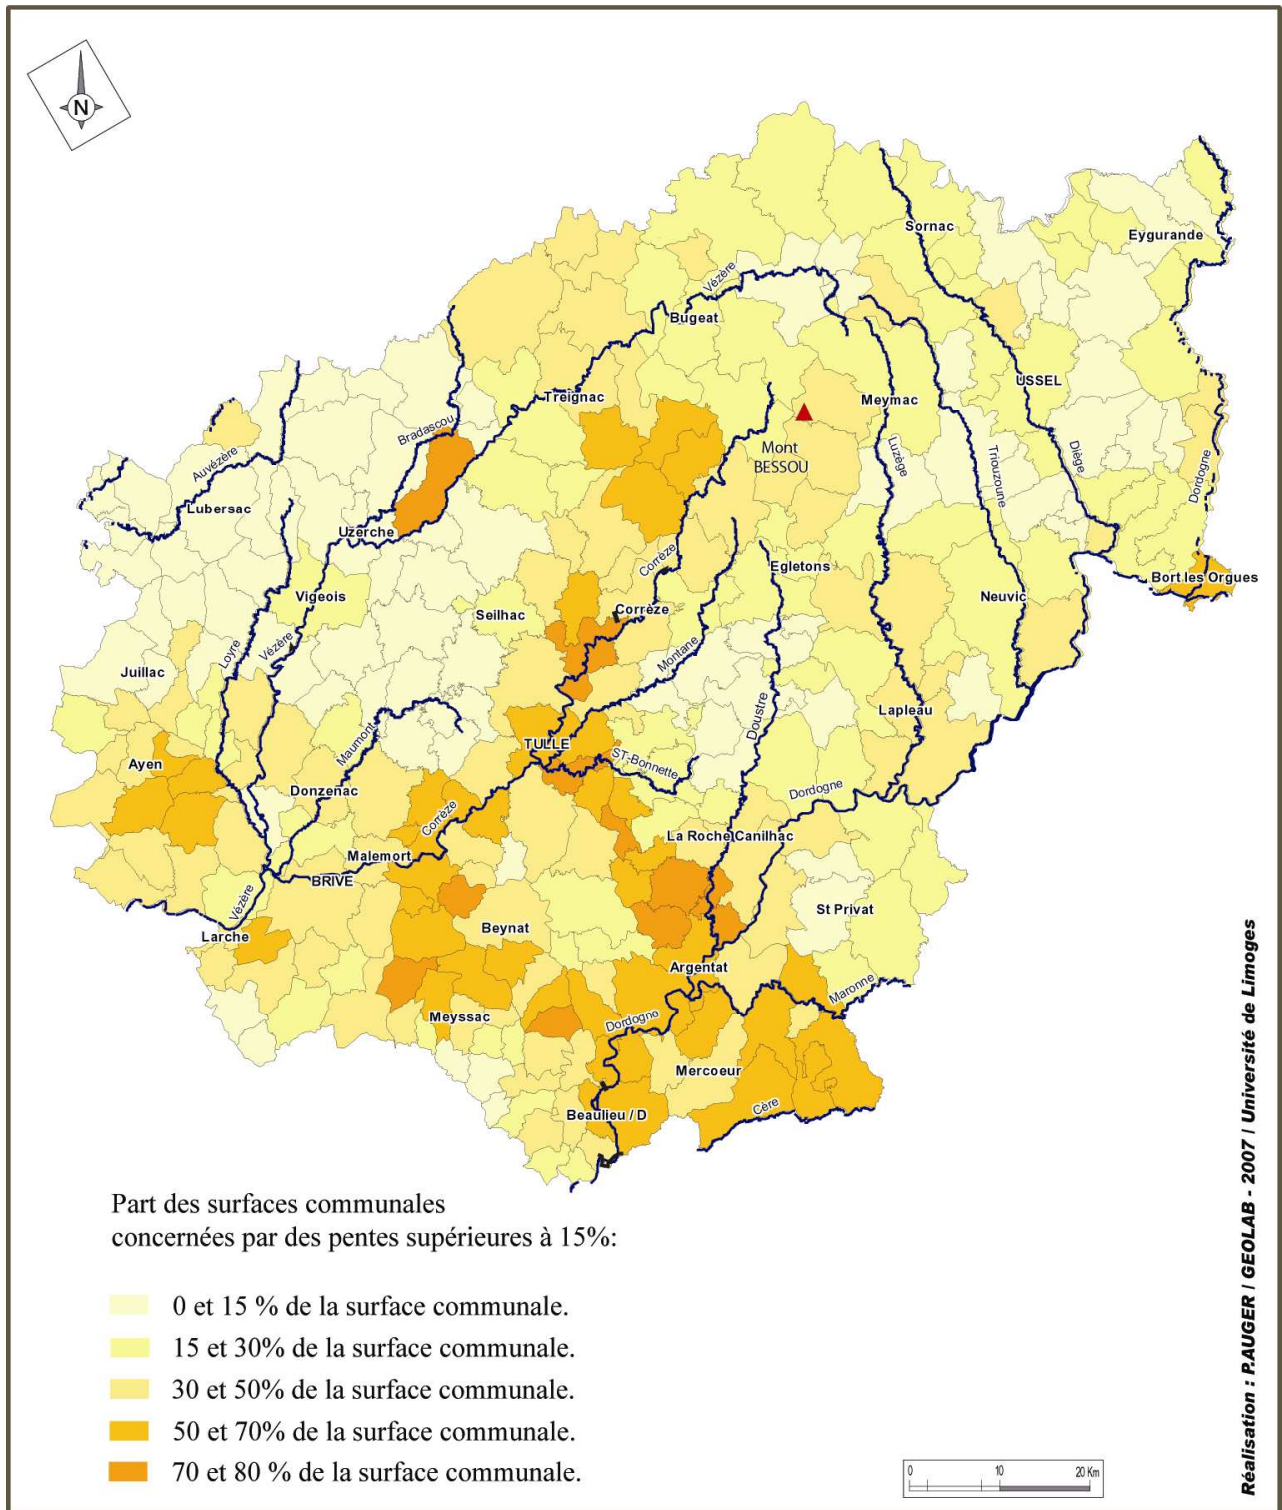 N
Sornac
Eygurande
Vézère
Bugeat
USSEL
Treignac
Meymac
Bradascou
Mont
BESSOU
Luzège
Triouzoune
Diège
Dordogne
Auvézère
Lubersac
Uzerche
Corrèze
Egletons
Bort les Orgues
Vigeois
Seilhac
Corrèze
Neuvic
Loyre
Vézère
Montane
Juillac
Doustre
Lapleau
Maumont
TULLE
ST-Bonnette
Ayen
Donzenac
Dordogne
Corrèze
La Roche Canilhac
Malemort
BRIVE
Vézère
St Privat
Beynat
Larche
Argentat
Maronne
Meyssac
Dordogne
Mercoeur
Cère
Beaulieu / D
Part des surfaces communales
concernées par des pentes supérieures à 15%:
0 et 15 % de la surface communale.
15 et 30% de la surface communale.
30 et 50% de la surface communale.
50 et 70% de la surface communale.
70 et 80 % de la surface communale.
0 10 20 Km
Réalisation : P.AUGER / GEOLAB - 2007 / Université de Limoges